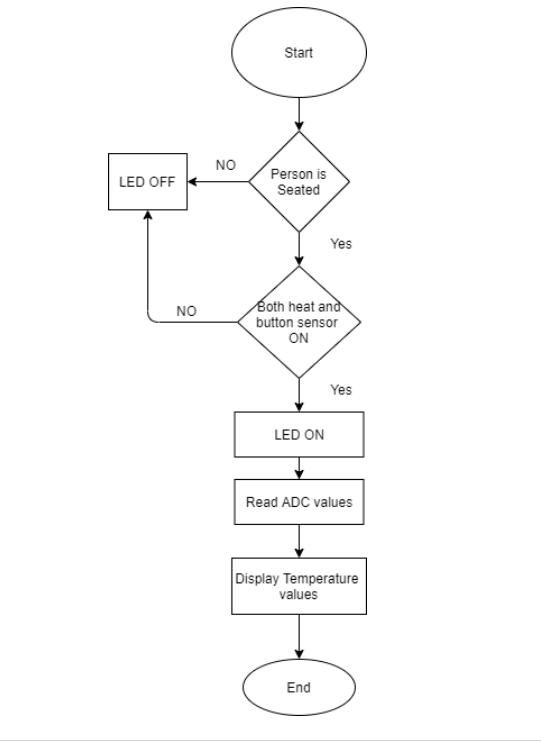 Start
NO
Person is
Seated
LED OFF
Yes
NO
Both heat and
button sensor
ON
Yes
LED ON
Read ADC values
Display Temperature
values
End